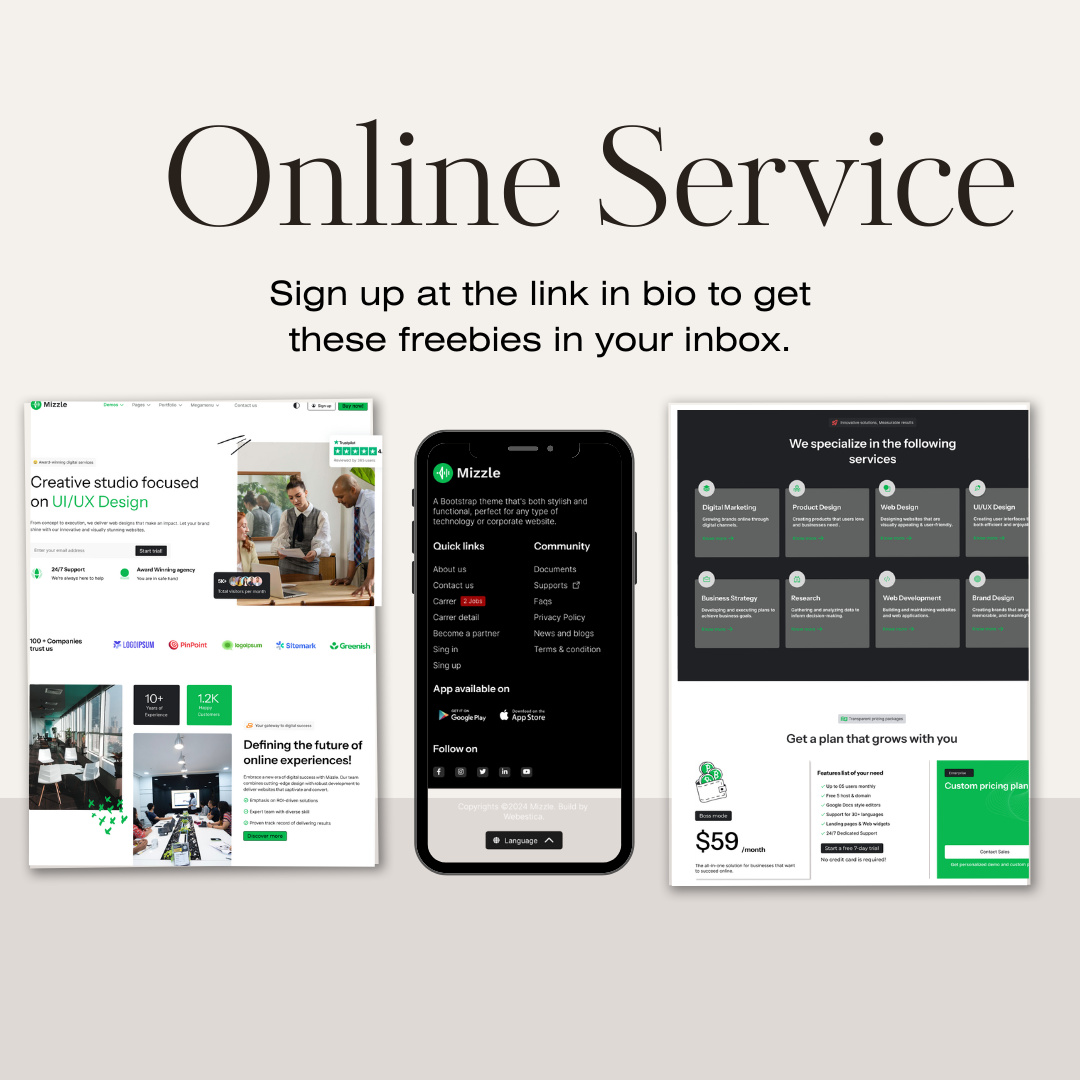 Online Service
Sign up at the link in bio to get
these freebies in your inbox.
Mizzle
Demos
Pages
Portfolio
Megamenu
Contact us
Sign up
Buy now!
Trustpilot
4.
Award-winning digital services
Creative studio focused
on UI/UX Design
From concept to execution, we deliver web designs that make an impact. Let your brand
shine with our innovative and visually stunning websites.
Enter your email address
Start trial!
24/7 Support
We're always here to help
Award Winning agency
You are in safe hand
5K+
Total visitors per month
100 + Companies
trust us
LOGOIPSUM
PinPoint
logoipsum
Sitemark
Greenish
10+
Years of
Experience
1.2K
Happy
Customers
Your gateway to digital success
Defining the future of
online experiences!
Embrace a new era of digital success with Mizzle. Our team
combines cutting-edge design with robust development to
deliver websites that captivate and convert.
Emphasis on ROI-driven solutions
Expert team with diverse skill
Proven track record of delivering results
Discover more
Mizzle
A Bootstrap theme that's both stylish and
functional, perfect for any type of
technology or corporate website.
Quick links
About us
Contact us
Carrer 2 Jobs
Carrer detail
Become a partner
Sing in
Sing up
Community
Documents
Supports
Faqs
Privacy Policy
News and blogs
Terms & condition
App available on
GET IT ON
Google Play
Download on the
App Store
Follow on
Copyrights ©2024 Mizzle. Build by
Webestica.
Language
Innovative solutions, Measurable results
We specialize in the following
services
Digital Marketing
Growing brands online through
digital channels.
Product Design
Creating products that users love
and businesses need .
Web Design
Designing websites that are
visually appealing & user-friendly.
UI/UX Design
Creating user interfaces
both efficient and
Business Strategy
Developing and executing plans to
achieve business goals.
Research
Gathering and analyzing data to
inform decision-making.
Web Development
Building and maintaining websites
and web applications.
Brand Design
Creating brands that are
memorable, and
Transparent pricing packages
Get a plan that grows with you
Boss mode
$59 /month
The all-in-one solution for businesses that want
to succeed online.
Features list of your need
Up to 05 users monthly
Free 5 host & domain
Google Docs style editors
Support for 30+ languages
Landing pages & Web widgets
24/7 Dedicated Support
Start a free 7-day trial
No credit card is required!
Enterprise
Custom pricing plan
Contact Sales
Get personalized demo and custom